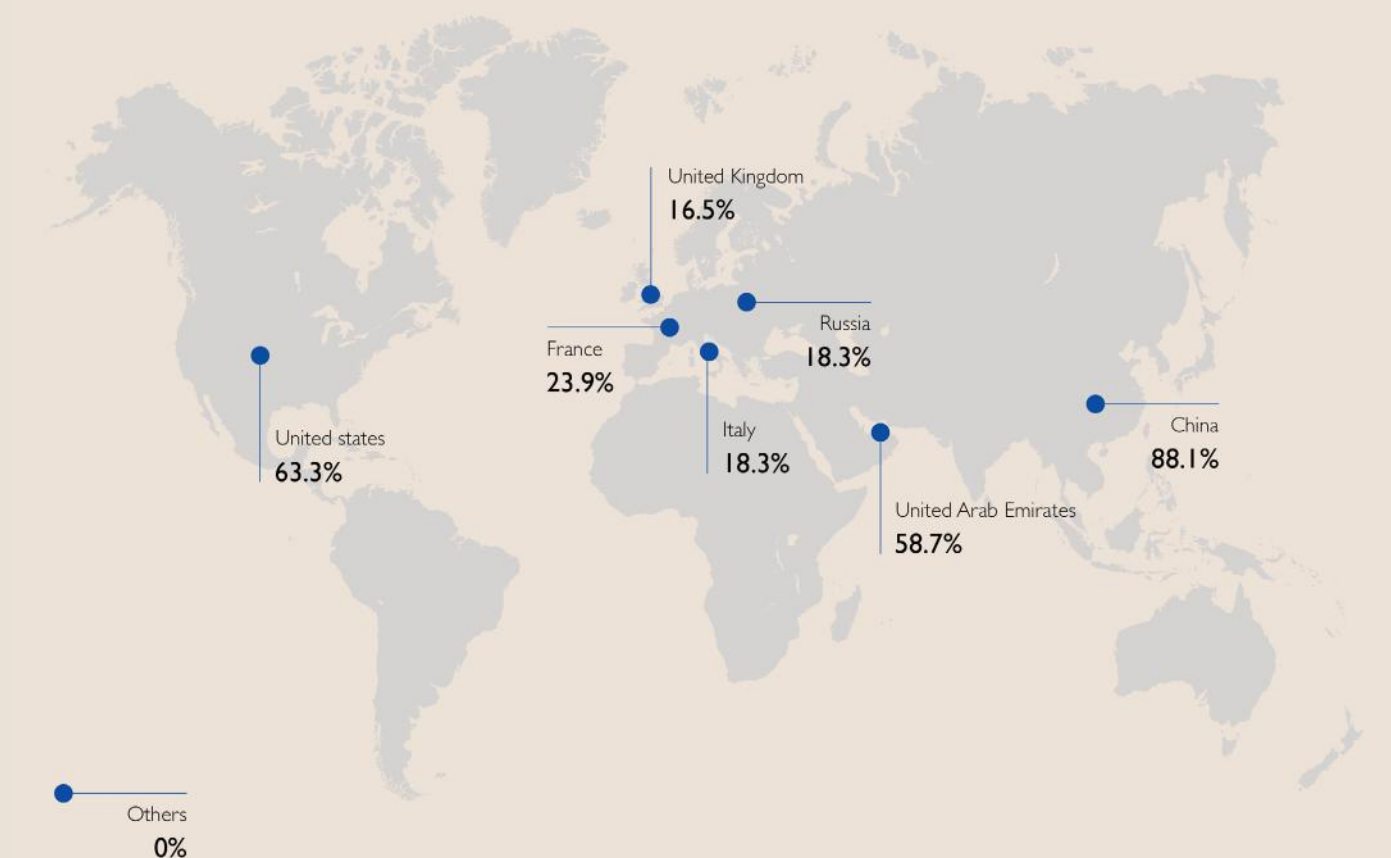 United Kingdom
16.5%
Russia
18.3%
France
23.9%
Italy
18.3%
United states
63.3%
China
88.1%
United Arab Emirates
58.7%
Others
0%